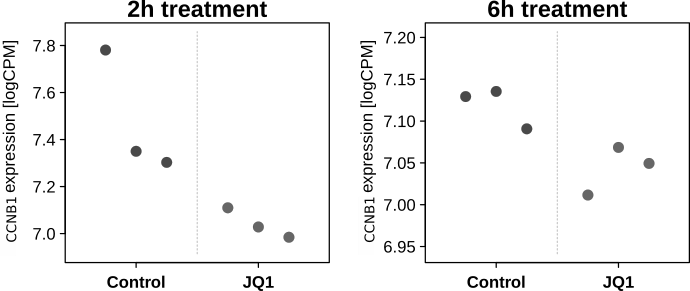 2h treatment
CCNB1 expression [logCPM]
7.8
7.6
7.4
7.2
7.0
Control JQ1
6h treatment
CCNB1 expression [logCPM]
7.20
7.15
7.10
7.05
7.00
6.95
Control JQ1